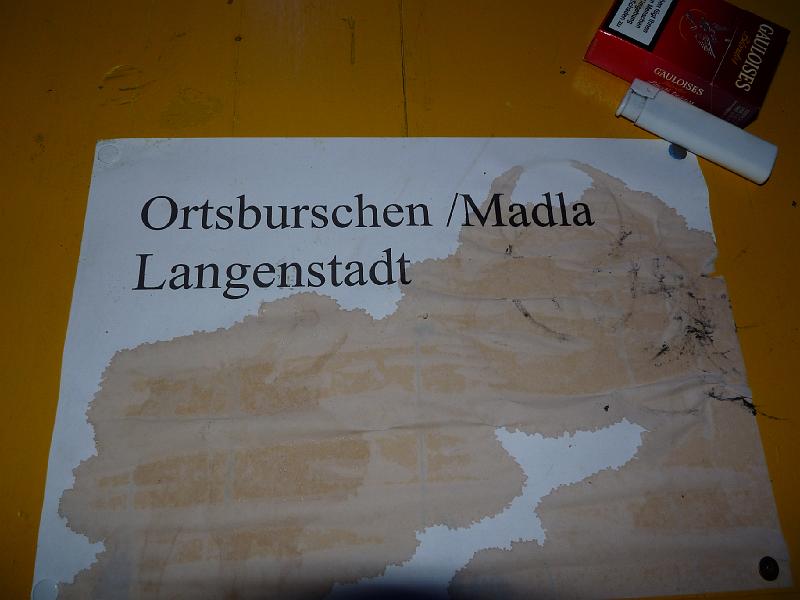 GAULOISES
GAULOISES
Ortsburschen /Madla
Langenstadt